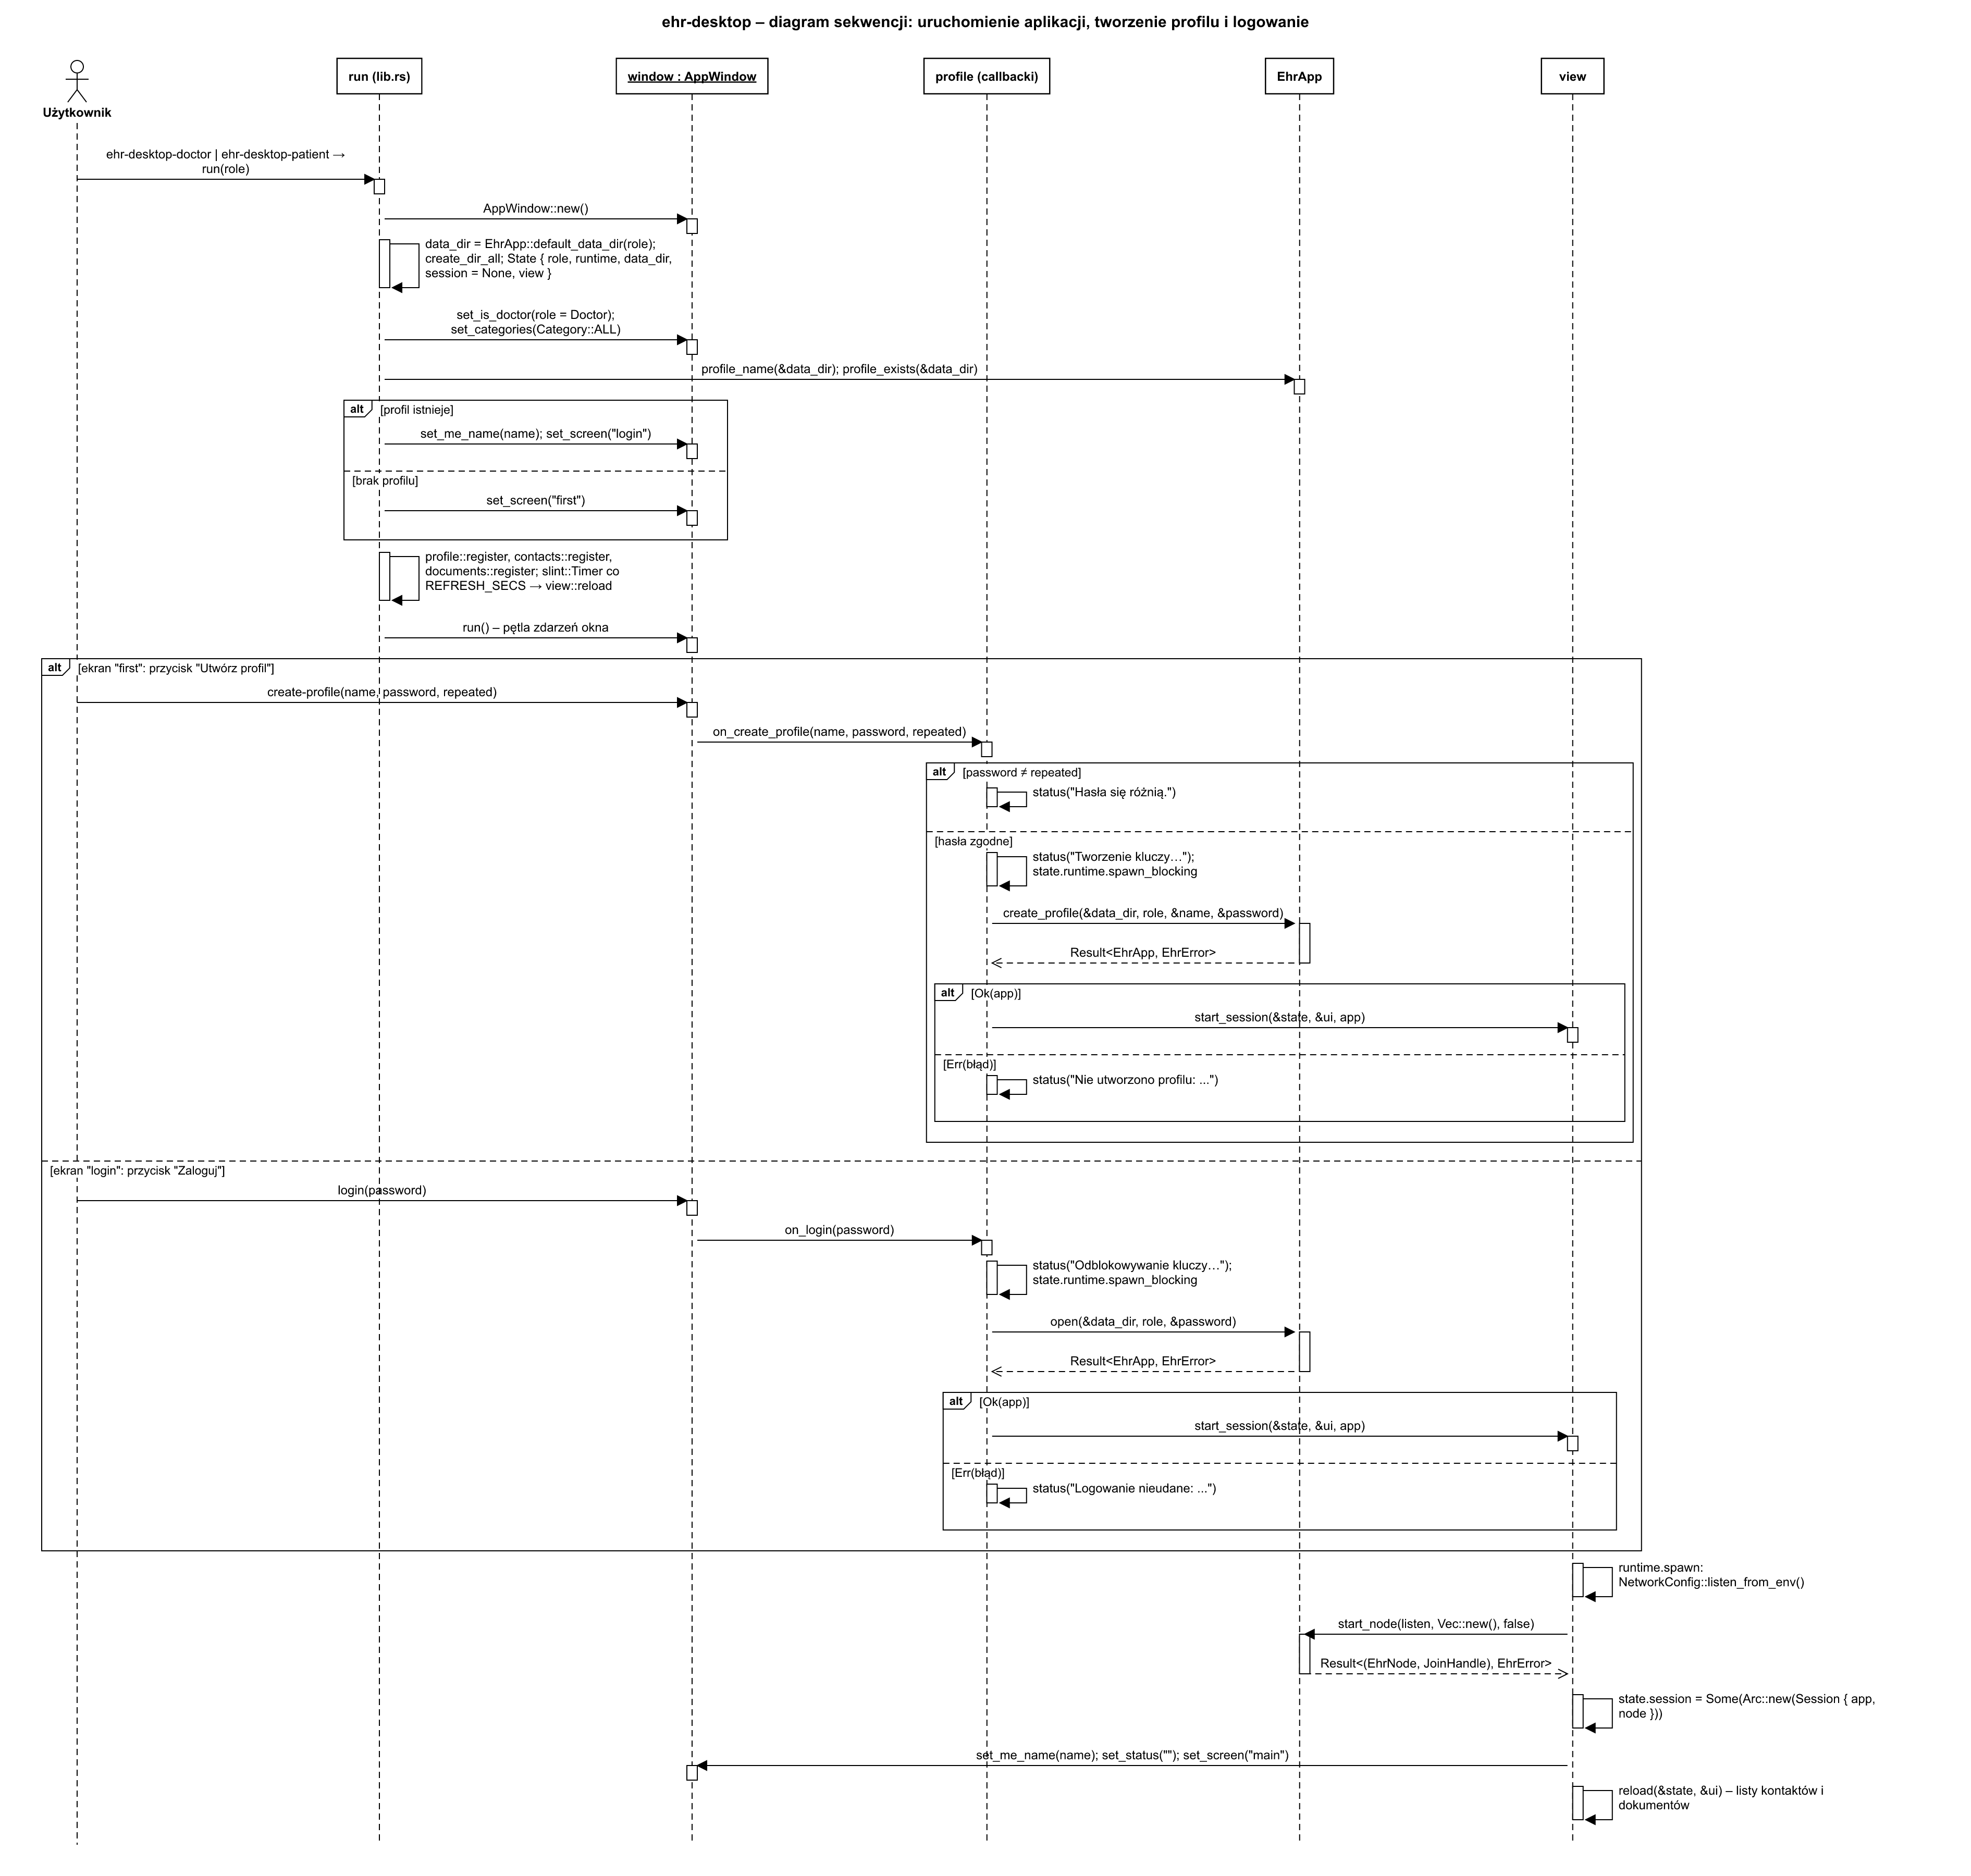 ehr-desktop – diagram sekwencji: uruchomienie aplikacji, tworzenie profilu i logowanie
Użytkownik
run (lib.rs)
window : AppWindow
profile (callbacki)
EhrApp
view
ehr-desktop-doctor | ehr-desktop-patient →
run(role)
AppWindow::new()
data_dir = EhrApp::default_data_dir(role);
create_dir_all; State { role, runtime, data_dir,
session = None, view }
set_is_doctor(role = Doctor);
set_categories(Category::ALL)
profile_name(&data_dir); profile_exists(&data_dir)
alt [profil istnieje]
set_me_name(name); set_screen("login")
[brak profilu]
set_screen("first")
profile::register, contacts::register,
documents::register; slint::Timer co
REFRESH_SECS → view::reload
run() – pętla zdarzeń okna
alt [ekran "first": przycisk "Utwórz profil"]
create-profile(name, password, repeated)
on_create_profile(name, password, repeated)
alt [password ≠ repeated]
status("Hasła się różnią.")
[hasła zgodne]
status("Tworzenie kluczy…");
state.runtime.spawn_blocking
create_profile(&data_dir, role, &name, &password)
Result<EhrApp, EhrError>
alt [Ok(app)]
start_session(&state, &ui, app)
[Err(błąd)]
status("Nie utworzono profilu: ...")
[ekran "login": przycisk "Zaloguj"]
login(password)
on_login(password)
status("Odblokowywanie kluczy…");
state.runtime.spawn_blocking
open(&data_dir, role, &password)
Result<EhrApp, EhrError>
alt [Ok(app)]
start_session(&state, &ui, app)
[Err(błąd)]
status("Logowanie nieudane: ...")
runtime.spawn:
NetworkConfig::listen_from_env()
start_node(listen, Vec::new(), false)
Result<(EhrNode, JoinHandle), EhrError>
state.session = Some(Arc::new(Session { app,
node }))
set_me_name(name); set_status(""); set_screen("main")
reload(&state, &ui) – listy kontaktów i
dokumentów